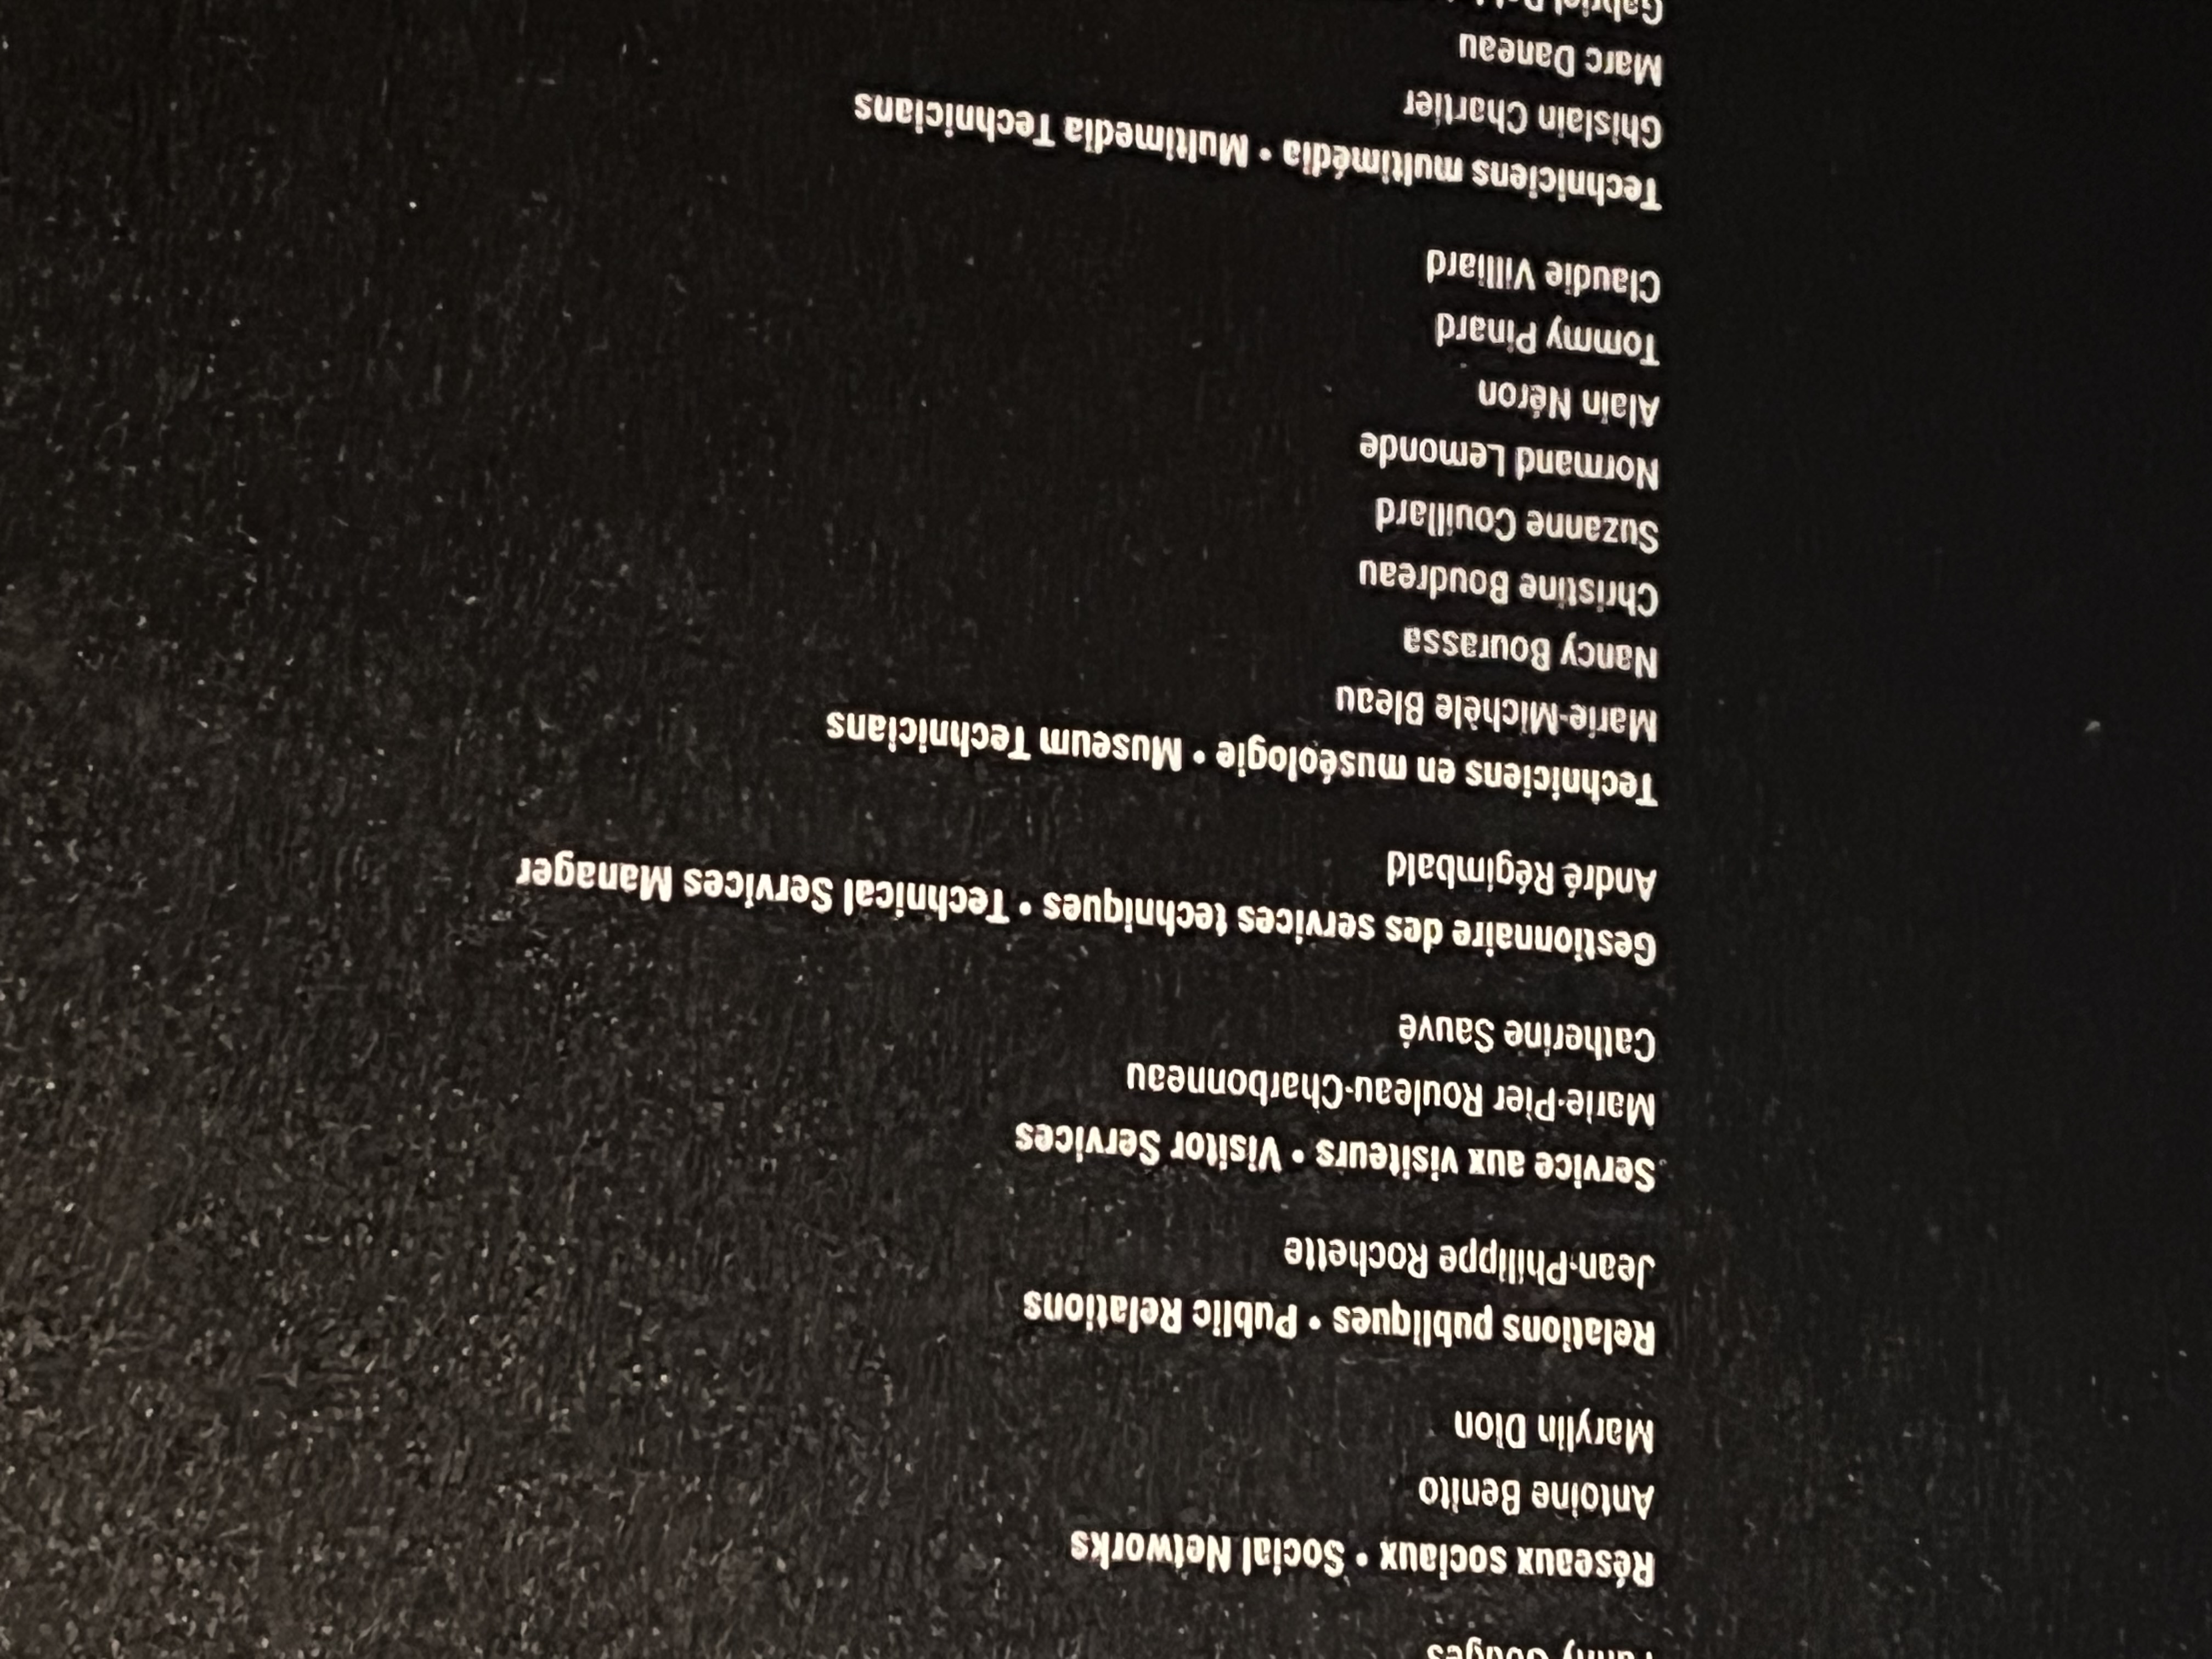 Réseaux sociaux • Social Networks
Antoine Benito
Marylin Dion
Relations publiques • Public Relations
Jean-Philippe Rochette
Service aux visiteurs • Visitor Services
Marie-Pier Rouleau-Charbonneau
Catherine Sauvé
Gestionnaire des services techniques • Technical Services Manager
André Régimbald
Techniciens en muséologie • Museum Technicians
Marie-Michèle Bleau
Nancy Bourassa
Christine Boudreau
Suzanne Couillard
Normand Lemonde
Alain Néron
Tommy Pinard
Claudie Villiard
Techniciens multimédia • Multimedia Technicians
Ghislain Chartier
Marc Daneau
Gabriel